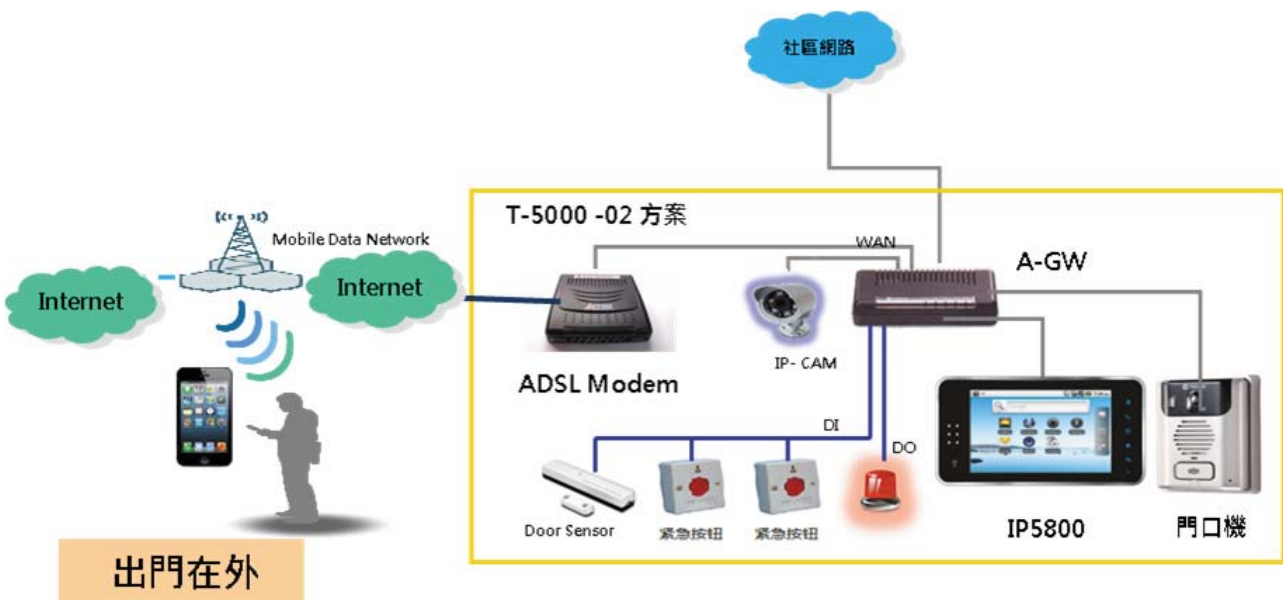 社區網路
T-5000 -02 方案
Mobile Data Network
WAN
A-GW
Internet
Internet
IP- CAM
ADSL Modem
DI
DO
Door Sensor
紧急按钮
紧急按钮
IP5800
門口機
出門在外